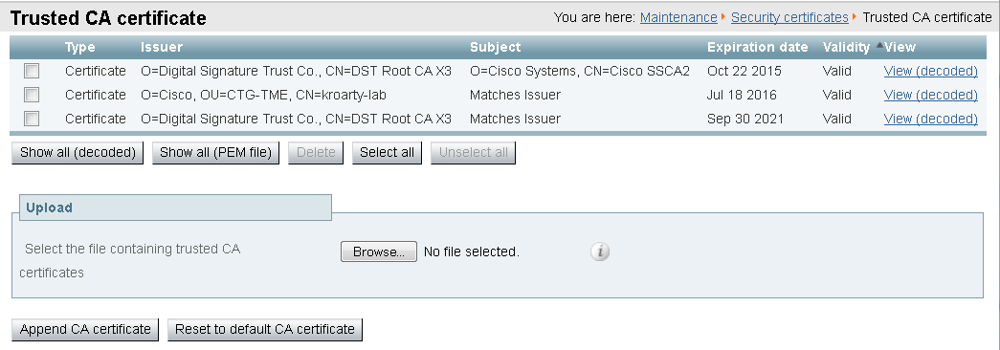 Trusted CA certificate
You are here: Maintenance Security certificates Trusted CA certificate
Type Issuer Subject Expiration date Validity View
Certificate O=Digital Signature Trust Co., CN=DST Root CA X3 O=Cisco Systems, CN=Cisco SSCA2 Oct 22 2015 Valid View (decoded)
Certificate O=Cisco, OU=CTG-TME, CN=kroarty-lab Matches Issuer Jul 18 2016 Valid View (decoded)
Certificate O=Digital Signature Trust Co., CN=DST Root CA X3 Matches Issuer Sep 30 2021 Valid View (decoded)
Show all (decoded) Show all (PEM file) Delete Select all Unselect all
Upload
Select the file containing trusted CA
certificates
Browse... No file selected. i
Append CA certificate Reset to default CA certificate